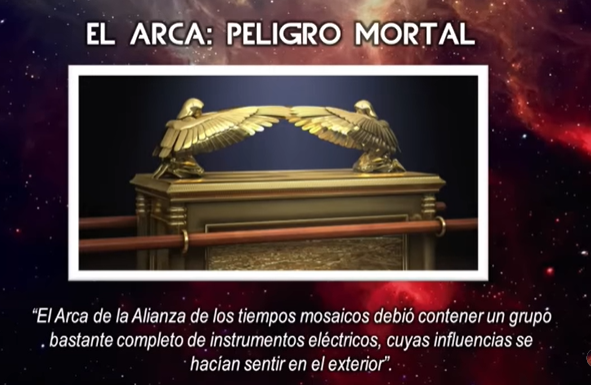 EL ARCA: PELIGRO MORTAL
“El Arca de la Alianza de los tiempos mosaicos debió contener un grupo
bastante completo de instrumentos eléctricos, cuyas influencias se
hacían sentir en el exterior”.